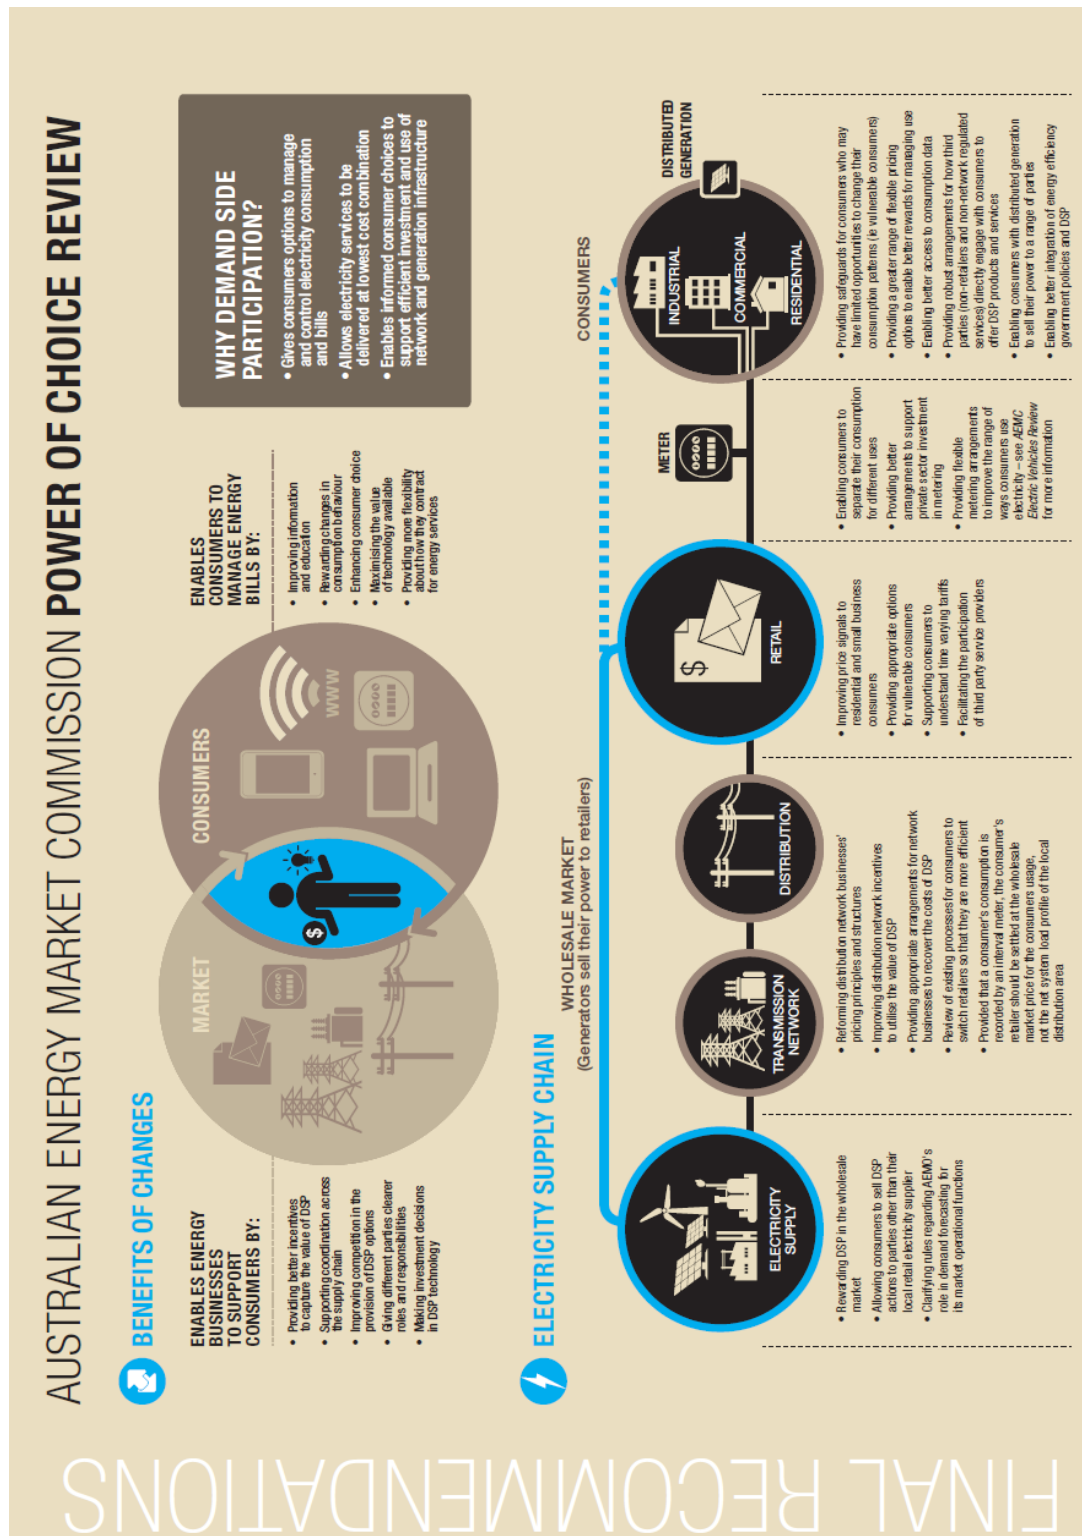 AUSTRALIAN ENERGY MARKET COMMISSION POWER OF CHOICE REVIEW
BENEFITS OF CHANGES
ENABLES ENERGY
BUSINESSES
TO SUPPORT
CONSUMERS BY:
• Providing better incentives
to capture the value of DSP
• Supporting coordination across
the supply chain
• Improving competition in the
provision of DSP options
• Giving different parties clearer
roles and responsibilities
• Making investment decisions
in DSP technology
MARKET
CONSUMERS
$
WWW
ENABLES
CONSUMERS TO
MANAGE ENERGY
BILLS BY:
• Improving information
and education
• Rewarding changes in
consumption behaviour
• Enhancing consumer choice
• Maximising the value
of technology available
• Providing more flexibility
about how they contract
for energy services
WHY DEMAND SIDE
PARTICIPATION?
• Gives consumers options to manage
and control electricity consumption
and bills
• Allows electricity services to be
delivered at lowest cost combination
• Enables informed consumer choices to
support efficient investment and use of
network and generation infrastructure
ELECTRICITY SUPPLY CHAIN
WHOLESALE MARKET
(Generators sell their power to retailers)
CONSUMERS
ELECTRICITY
SUPPLY
TRANSMISSION
NETWORK
DISTRIBUTION
$
RETAIL
METER
INDUSTRIAL
COMMERCIAL
RESIDENTIAL
DISTRIBUTED
GENERATION
• Rewarding DSP in the wholesale
market
• Allowing consumers to sell DSP
actions to parties other than their
local retail electricity supplier
• Clarifying rules regarding AEMO's
role in demand forecasting for
its market operational functions
• Reforming distribution network businesses'
pricing principles and structures
• Improving distribution network incentives
to utilise the value of DSP
• Providing appropriate arrangements for network
businesses to recover the costs of DSP
• Review of existing processes for consumers to
switch retailers so that they are more efficient
• Provided that a consumer's consumption is
recorded by an interval meter, the consumer's
retailer should be settled at the wholesale
market price for the consumers usage,
not the net system load profile of the local
distribution area
• Improving price signals to
residential and small business
consumers
• Providing appropriate options
for vulnerable consumers
• Supporting consumers to
understand time varying tariffs
• Facilitating the participation
of third party service providers
• Enabling consumers to
separate their consumption
for different uses
• Providing better
arrangements to support
private sector investment
in metering
• Providing flexible
metering arrangements
to improve the range of
ways consumers use
electricity – see AEMC
Electric Vehicles Review
for more information
• Providing safeguards for consumers who may
have limited opportunities to change their
consumption patterns (ie vulnerable consumers)
• Providing a greater range of flexible pricing
options to enable better rewards for managing use
• Enabling better access to consumption data
• Providing robust arrangements for how third
parties (non-retailers and non-network regulated
services) directly engage with consumers to
offer DSP products and services
• Enabling consumers with distributed generation
to sell their power to a range of parties
• Enabling better integration of energy efficiency
government policies and DSP
FINAL RECOMMENDATIONS